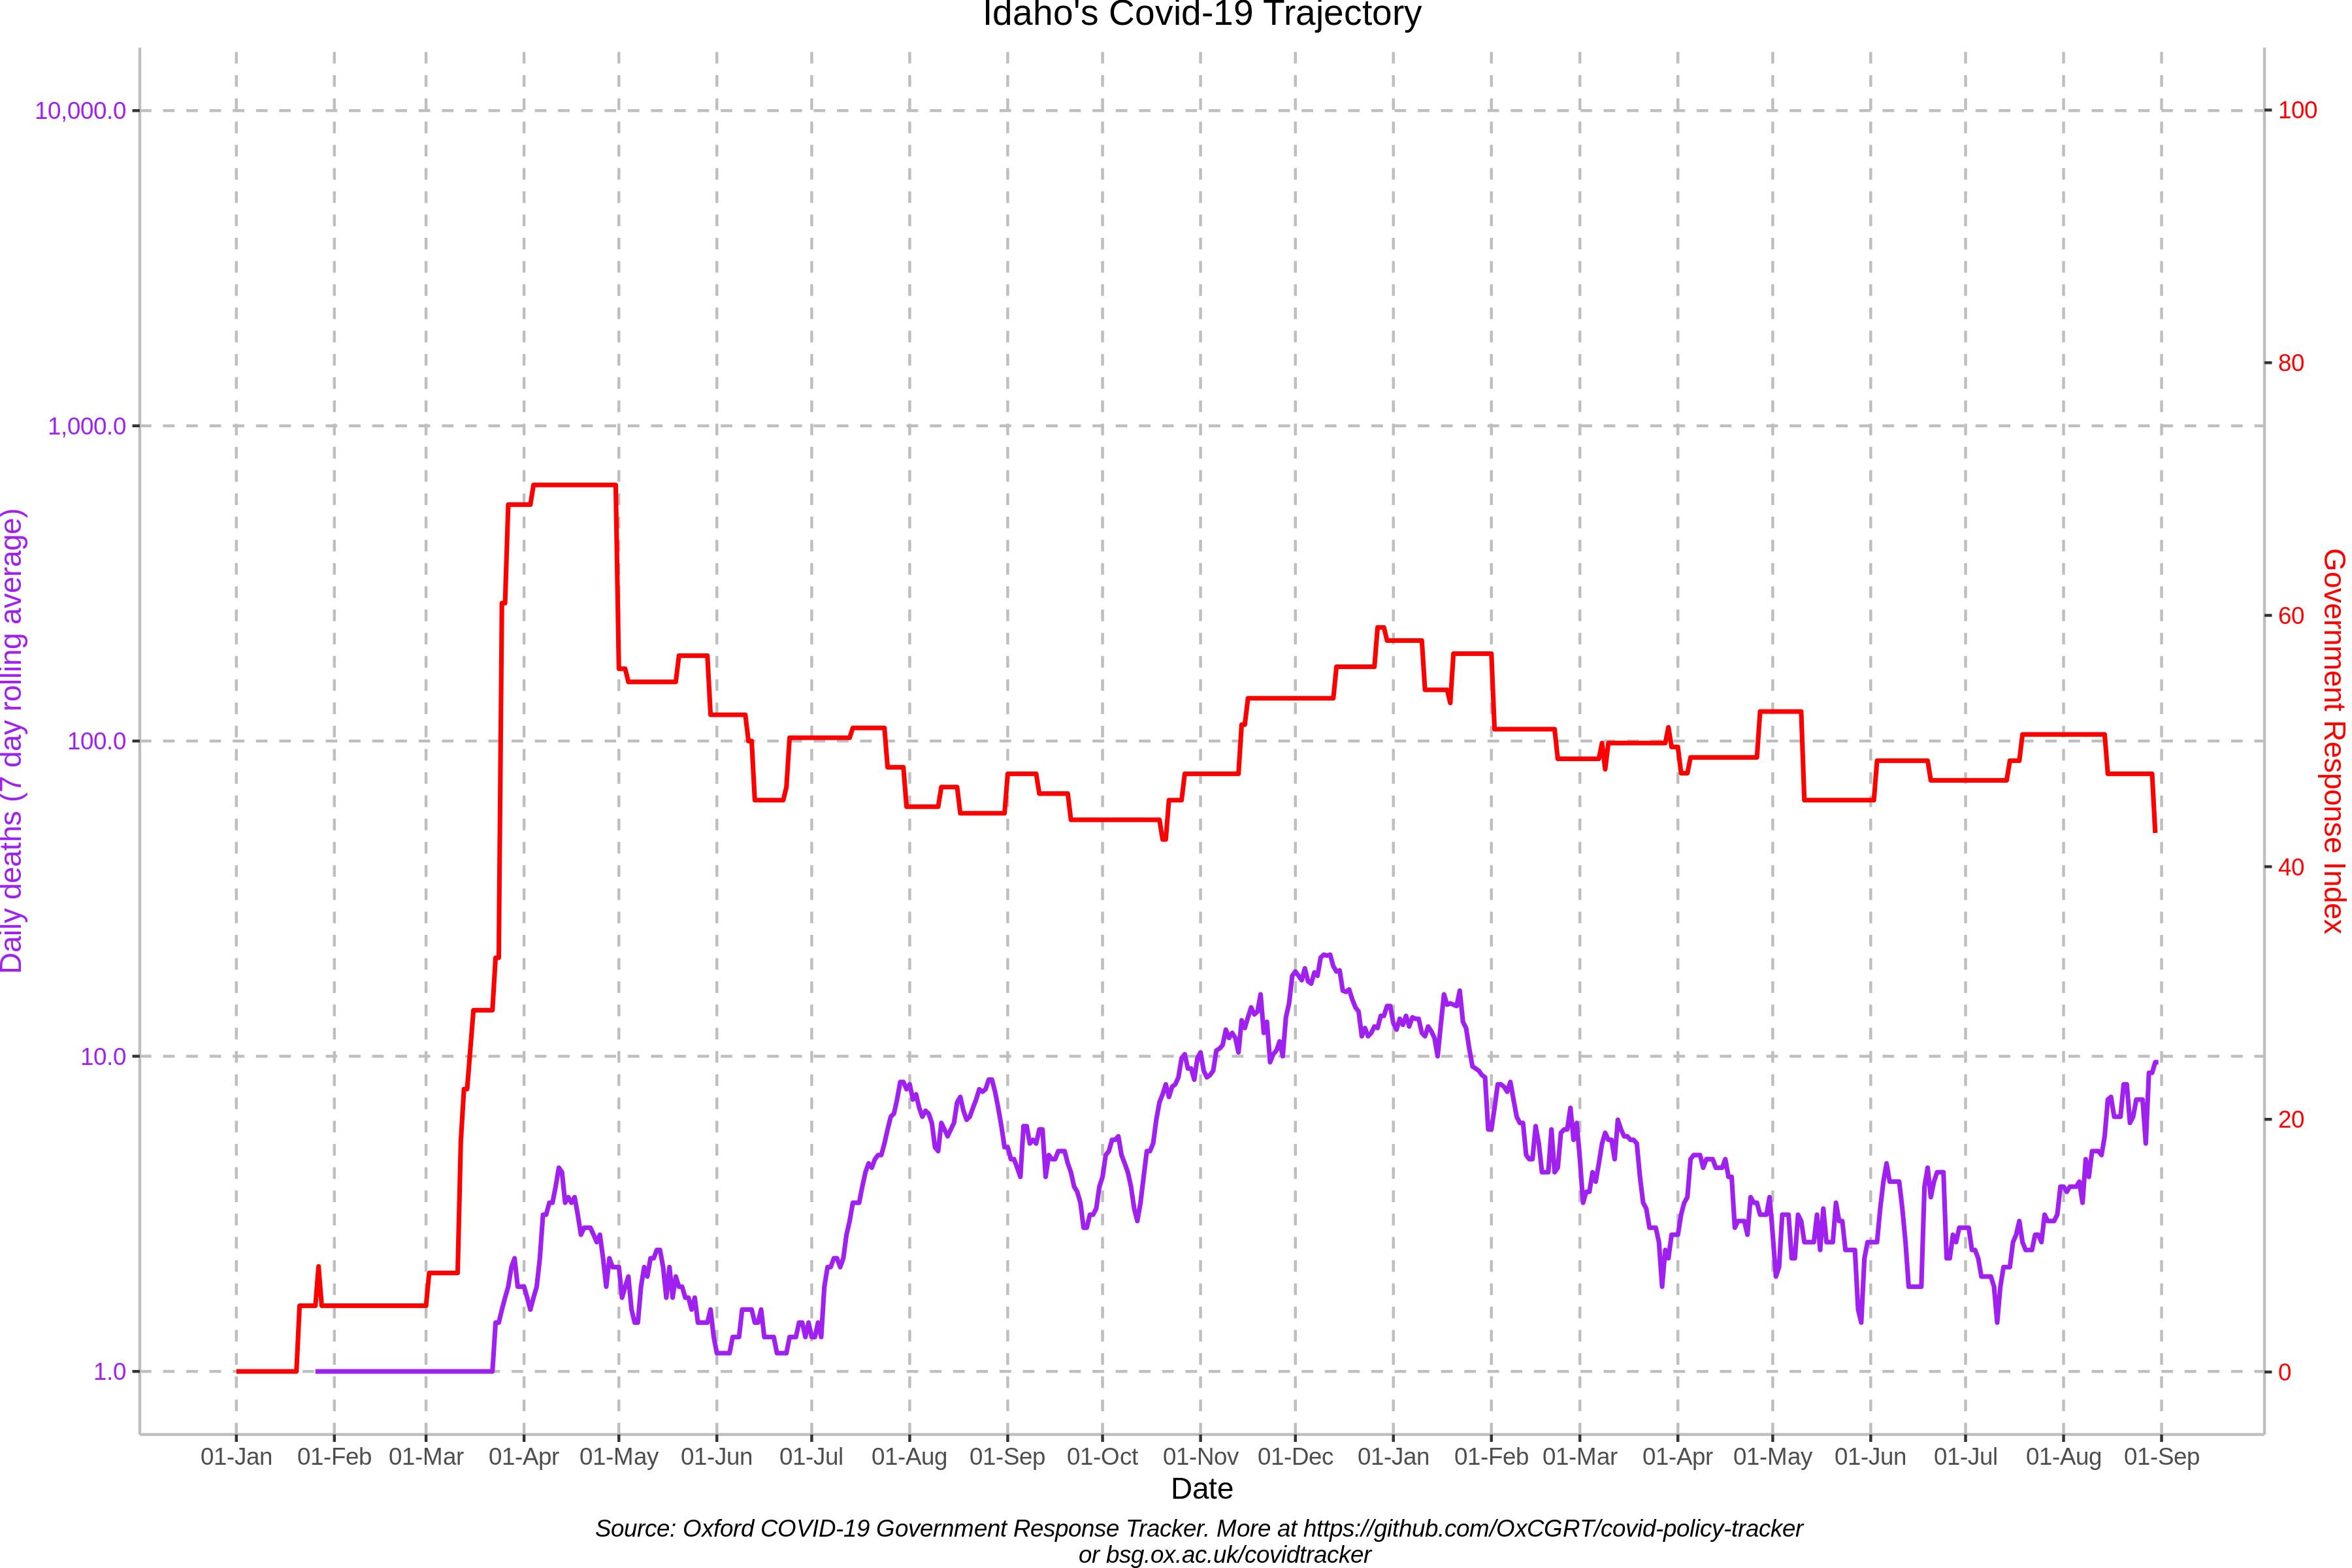 Idaho's Covid-19 Trajectory
10,000.0
1,000.0
100.0
10.0
1.0
Daily deaths (7 day rolling average)
100
80
60
40
20
0
Government Response Index
01-Jan 01-Feb 01-Mar 01-Apr 01-May 01-Jun 01-Jul 01-Aug 01-Sep 01-Oct 01-Nov 01-Dec 01-Jan 01-Feb 01-Mar 01-Apr 01-May 01-Jun 01-Jul 01-Aug 01-Sep
Date
Source: Oxford COVID-19 Government Response Tracker. More at https://github.com/OxCGRT/covid-policy-tracker
or bsg.ox.ac.uk/covidtracker